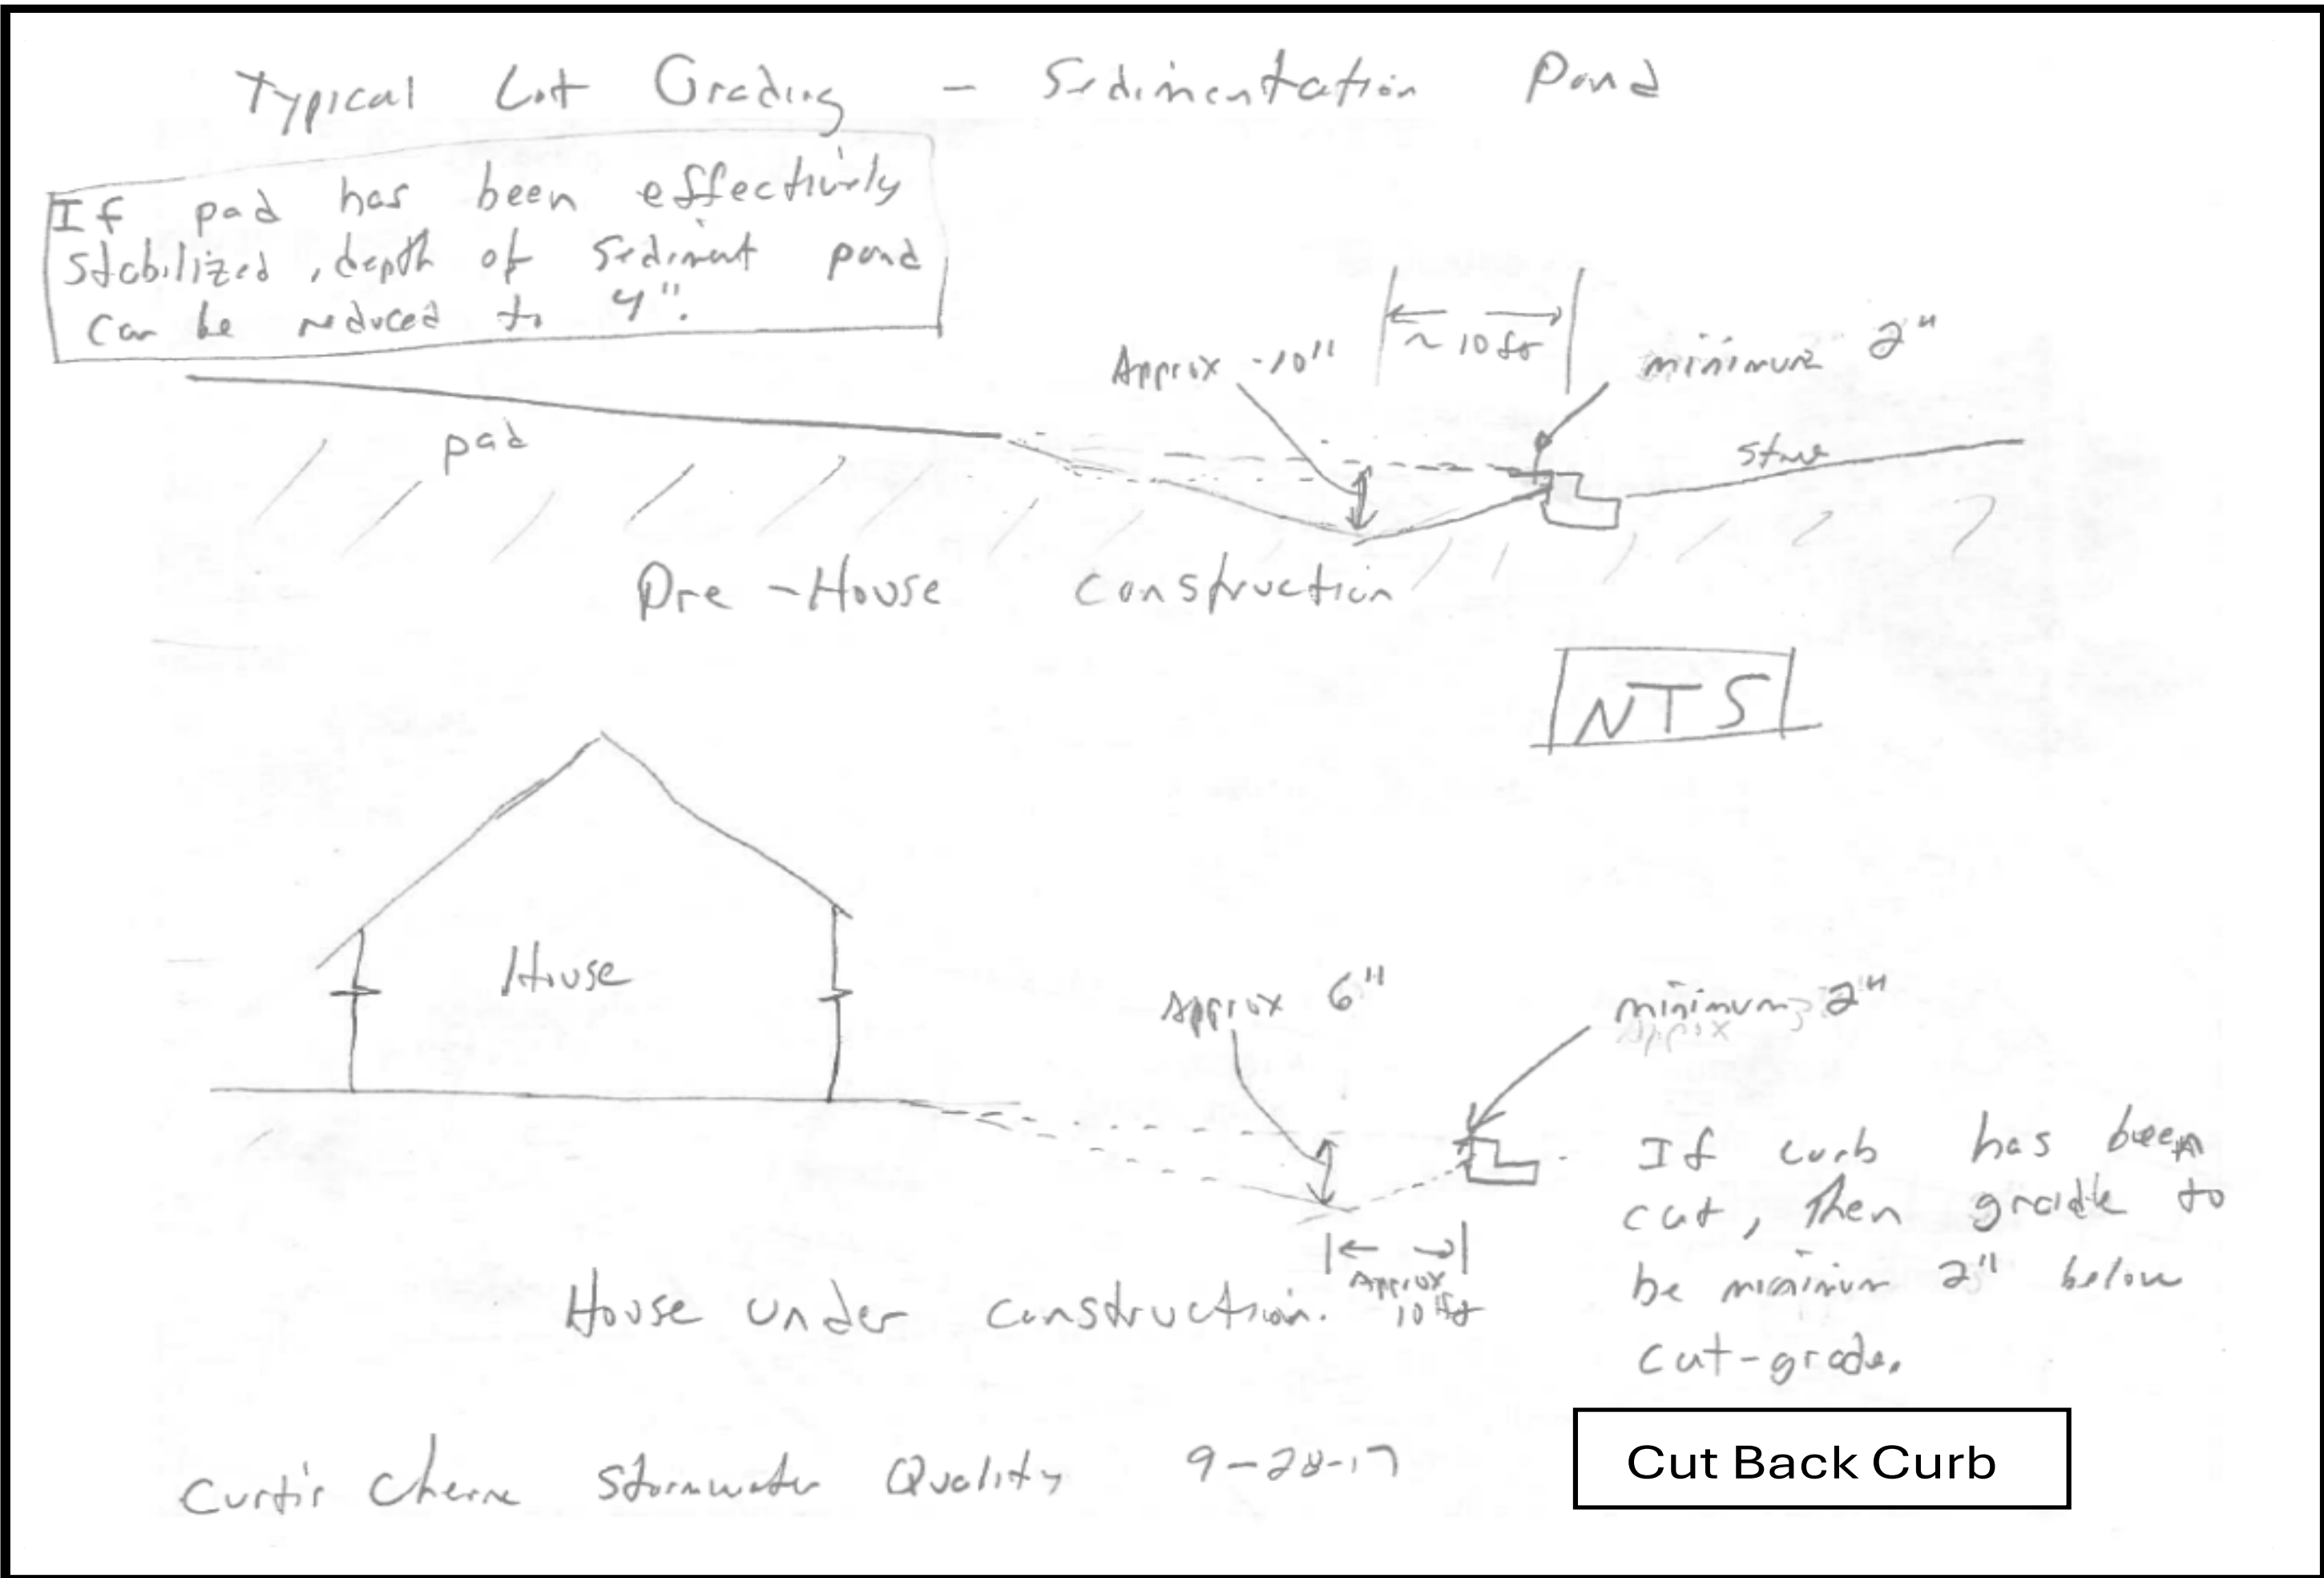 Typical Lot Grading - Sedimentation Pond
If pad has been effectively
stabilized, depth of sediment pond
can be reduced to 4".
~ 10 ft
Approx -10"
minimum 2"
pad
street
Pre-House Construction
NTS
House
Approx 6"
minimum 2"
Approx
If curb has been
cut, then grade to
be minimum 2" below
cut-grade.
Approx
10 ft
House under construction.
Cut Back Curb
Curtis Cherne Stormwater Quality 9-28-17